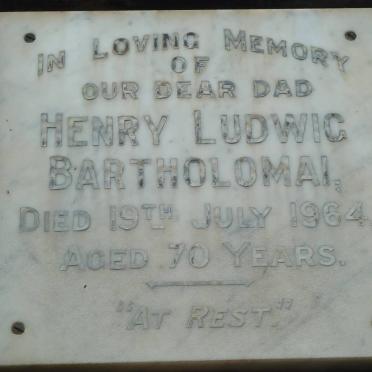 IN LOVING MEMORY
OF
OUR DEAR DAD
HENRY LUDWIG
BARTHOLOMAI,
DIED 19TH JULY 1964
AGED 70 YEARS.
"AT REST."